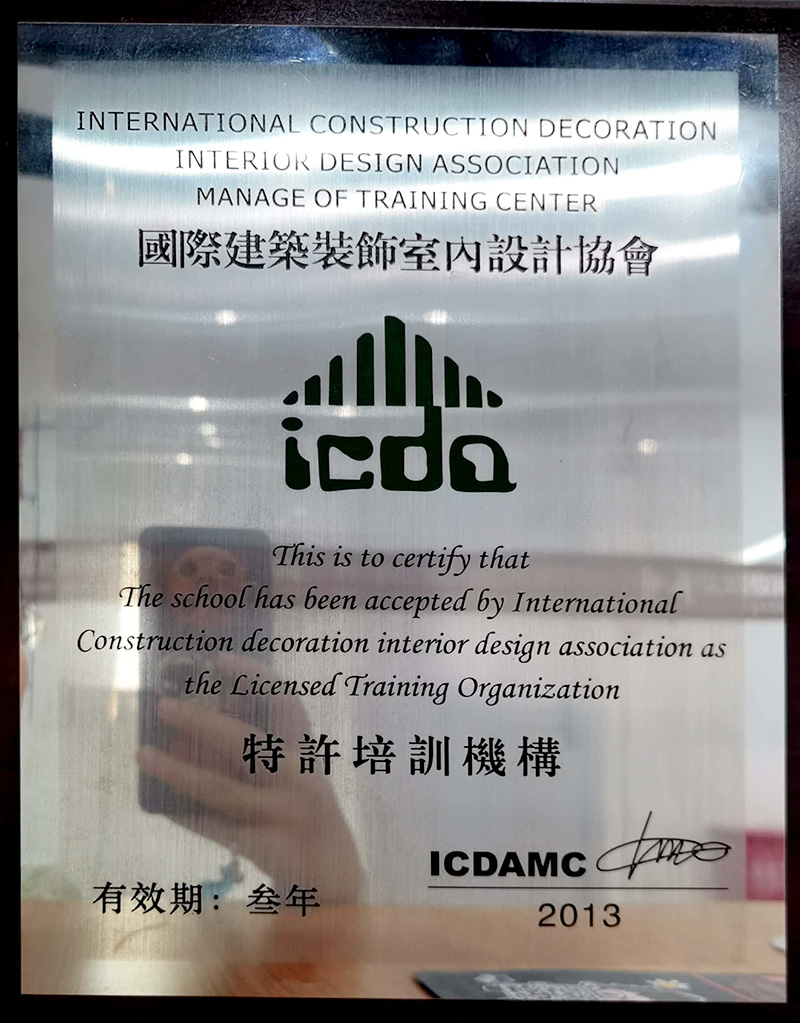 INTERNATIONAL CONSTRUCTION DECORATION
INTERIOR DESIGN ASSOCIATION
MANAGE OF TRAINING CENTER
國際建築裝飾室內設計協會
icda
This is to certify that
The school has been accepted by International
Construction decoration interior design association as
the Licensed Training Organization
特許培訓機構
ICDAMC
有效期：叁年
2013